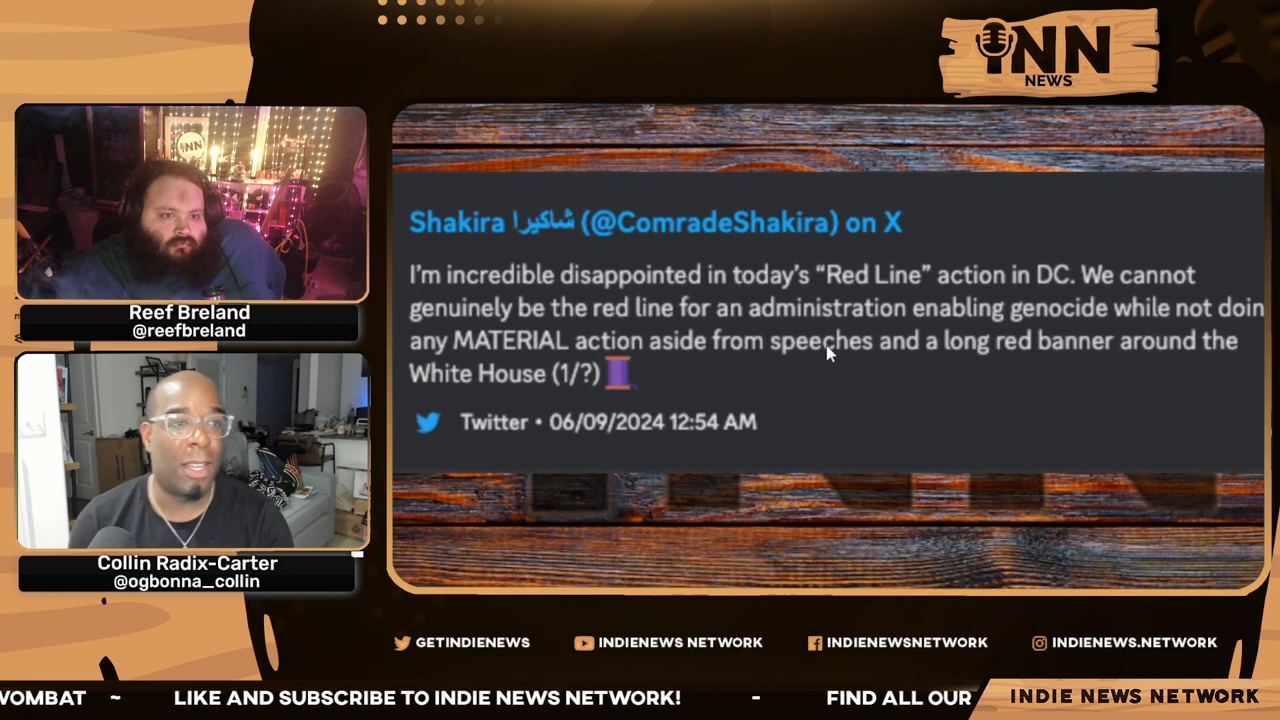 iNN
NEWS
iNN
Reef Breland
@reefbreland
Collin Radix-Carter
@ogbonna_collin
Shakira شاكيرا (@ComradeShakira) on X
I'm incredible disappointed in today's “Red Line” action in DC. We cannot
genuinely be the red line for an administration enabling genocide while not doin
any MATERIAL action aside from speeches and a long red banner around the
White House (1/?)🧵
Twitter • 06/09/2024 12:54 AM
GETINDIENEWS
INDIENEWS NETWORK
INDIENEWSNETWORK
INDIENEWS.NETWORK
WOMBAT ~ LIKE AND SUBSCRIBE TO INDIE NEWS NETWORK! - FIND ALL OUR
INDIE NEWS NETWORK